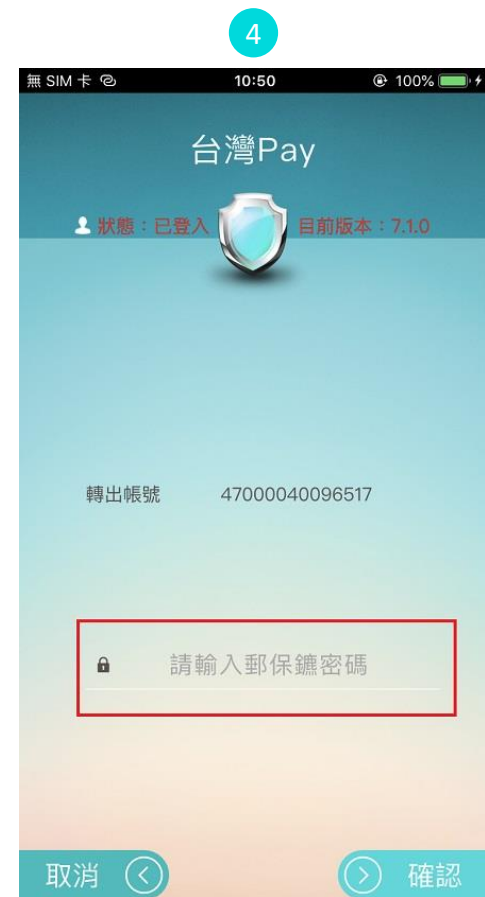 4
無 SIM 卡 10:50 100%
台灣Pay
狀態：已登入 目前版本：7.1.0
轉出帳號 47000040096517
請輸入郵保鑣密碼
取消 確認